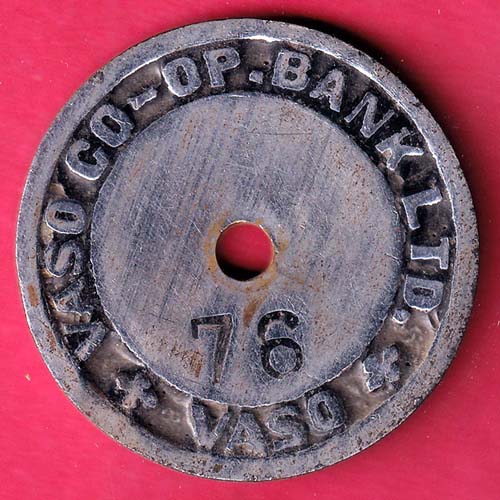 VASO CO-OP. BANK LTD.
76
VASO